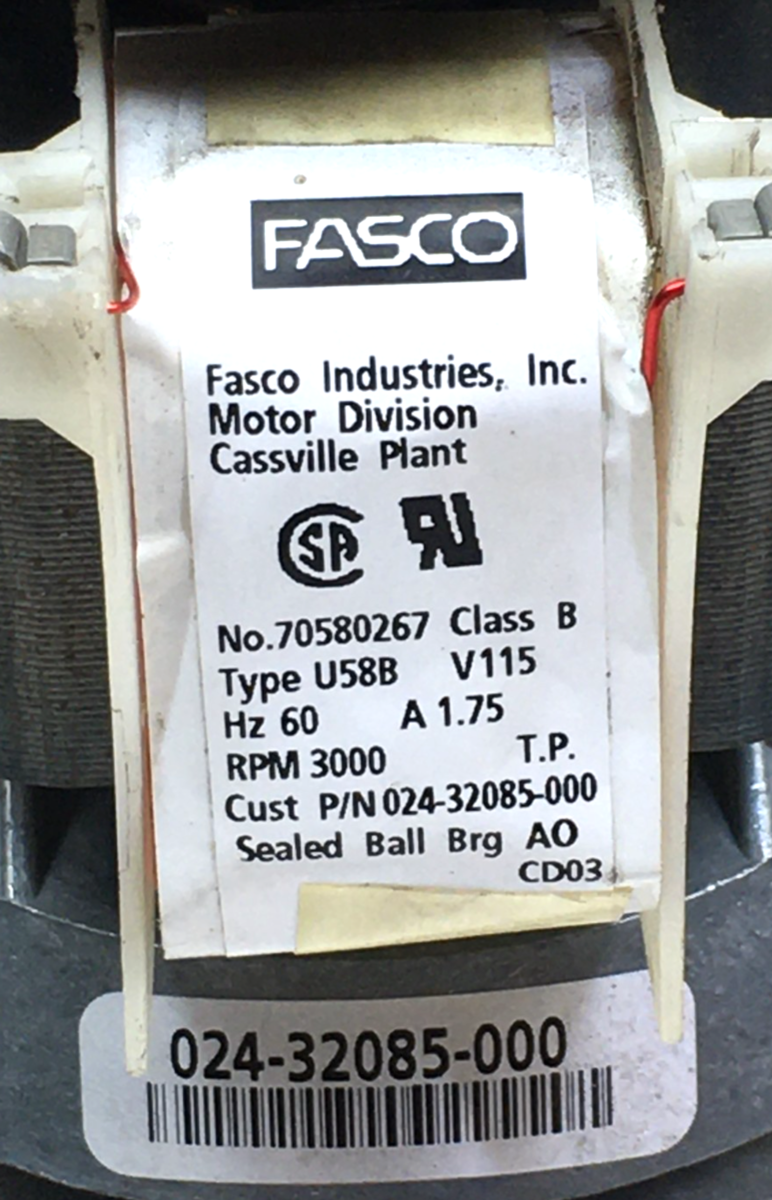 FASCO
Fasco Industries, Inc.
Motor Division
Cassville Plant
No.70580267 Class B
Type U58B V115
Hz 60 A 1.75
RPM 3000 T.P.
Cust P/N 024-32085-000
Sealed Ball Brg AO
CD03
024-32085-000